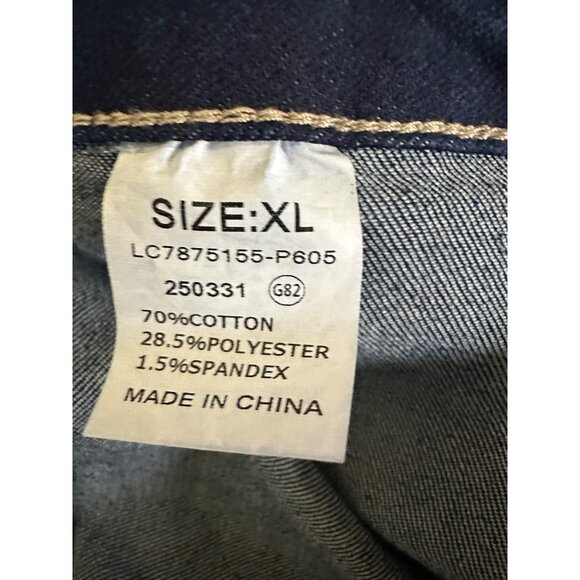 SIZE:XL
LC7875155-P605
250331 G82
70%COTTON
28.5%POLYESTER
1.5%SPANDEX
MADE IN CHINA